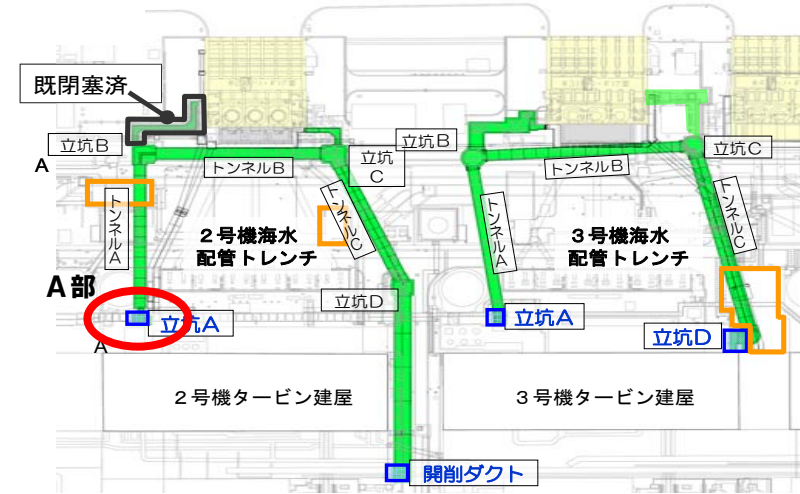 既閉塞済
立坑B
A
トンネルB
立坑
C
立坑B
トンネルB
立坑C
トンネルA
トンネルC
トンネルA
トンネルC
２号機海水
配管トレンチ
３号機海水
配管トレンチ
A部
立坑D
立坑A
A
立坑A
立坑D
２号機タービン建屋
３号機タービン建屋
開削ダクト